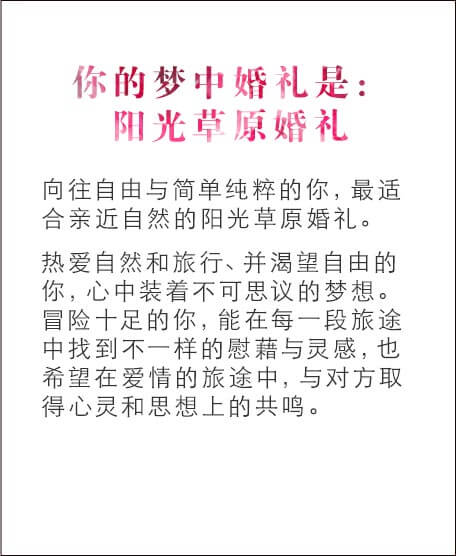 你的梦中婚礼是：
阳光草原婚礼
向往自由与简单纯粹的你，最适
合亲近自然的阳光草原婚礼。
热爱自然和旅行、并渴望自由的
你，心中装着不可思议的梦想。
冒险十足的你，能在每一段旅途
中找到不一样的慰藉与灵感，也
希望在爱情的旅途中，与对方取
得心灵和思想上的共鸣。